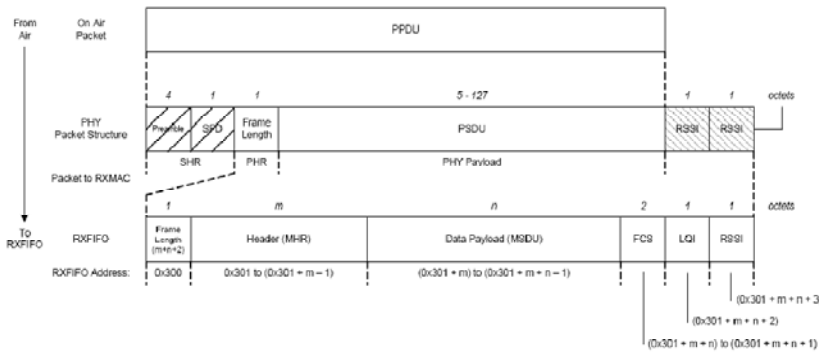 From Air
On Air Packet
PPDU
4 1 1 5 - 127 1 1 octets
PHY Packet Structure
Preamble SFD Frame Length PSDU RSSI RSSI
SHR PHR PHY Payload
Packet to RXMAC
1 m n 2 1 1 octets
To RXFIFO
RXFIFO
Frame Length (m+n+2) Header (MHR) Data Payload (MSDU) FCS LQI RSSI
RXFIFO Address: 0x300 0x301 to (0x301 + m – 1) (0x301 + m) to (0x301 + m + n – 1)
(0x301 + m + n + 3
(0x301 + m + n + 2)
(0x301 + m + n) to (0x301 + m + n + 1)